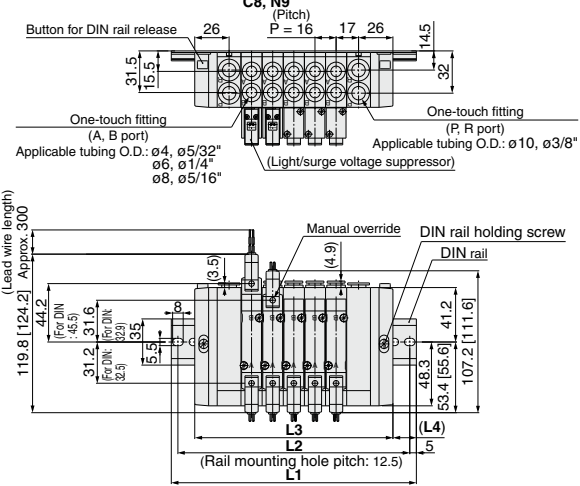 C8, N9
(Pitch)
Button for DIN rail release
26
P = 16
17
26
14.5
31.5
15.5
32
One-touch fitting
(A, B port)
Applicable tubing O.D.: ø4, ø5/32"
ø6, ø1/4"
ø8, ø5/16"
One-touch fitting
(P, R port)
Applicable tubing O.D.: ø10, ø3/8"
(Light/surge voltage suppressor)
(Lead wire length)
Approx. 300
Manual override
DIN rail holding screw
DIN rail
(3.5)
(4.9)
119.8 [124.2]
44.2
(For DIN : 45.5)
31.6
(For DIN: 32.9)
31.2
(For DIN: 32.5)
35
8
5.5
41.2
107.2 [111.6]
48.3
53.4 [55.6]
B
B
B
A
A
A
L3
(L4)
L2
5
(Rail mounting hole pitch: 12.5)
L1